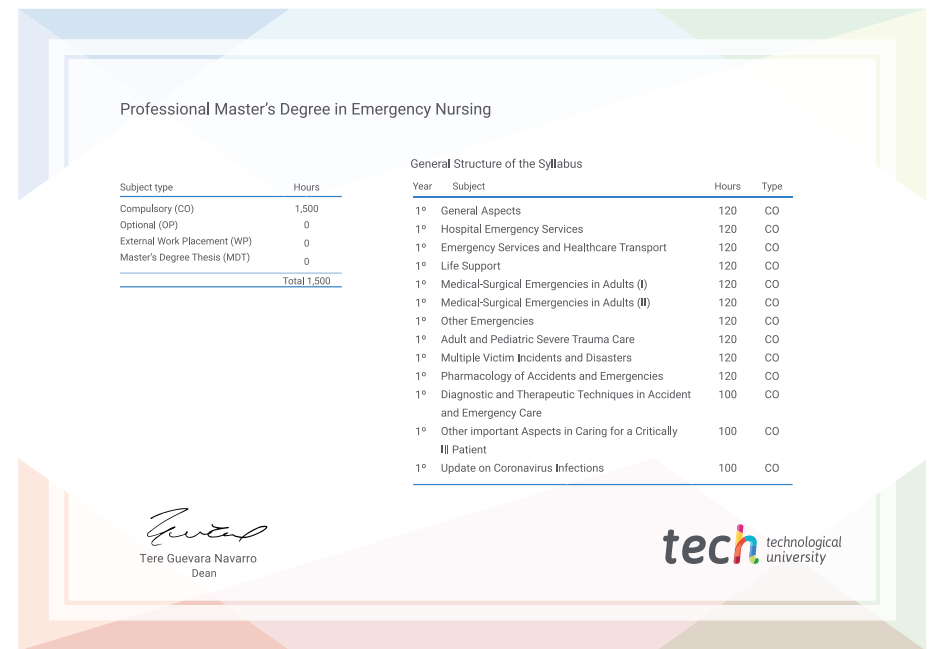 Professional Master's Degree in Emergency Nursing
General Structure of the Syllabus
Subject type Hours
Compulsory (CO) 1,500
Optional (OP) 0
External Work Placement (WP) 0
Master's Degree Thesis (MDT) 0
Total 1,500
Year Subject Hours Type
1º General Aspects 120 CO
1º Hospital Emergency Services 120 CO
1º Emergency Services and Healthcare Transport 120 CO
1º Life Support 120 CO
1º Medical-Surgical Emergencies in Adults (I) 120 CO
1º Medical-Surgical Emergencies in Adults (II) 120 CO
1º Other Emergencies 120 CO
1º Adult and Pediatric Severe Trauma Care 120 CO
1º Multiple Victim Incidents and Disasters 120 CO
1º Pharmacology of Accidents and Emergencies 120 CO
1º Diagnostic and Therapeutic Techniques in Accident 100 CO
and Emergency Care
1º Other important Aspects in Caring for a Critically 100 CO
Ill Patient
1º Update on Coronavirus Infections 100 CO
Tere Guevara Navarro
Dean
tech technological
university